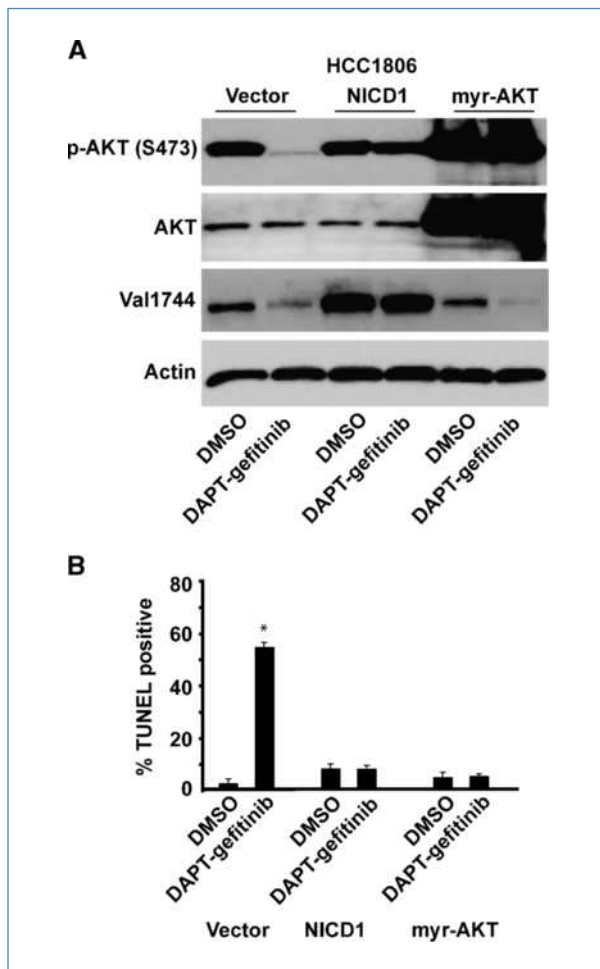 A
HCC1806
Vector NICD1 myr-AKT
p-AKT (S473)
AKT
Val1744
Actin
DMSO
DAPT-gefitinib
DMSO
DAPT-gefitinib
DMSO
DAPT-gefitinib
B
% TUNEL positive
80
60
40
20
0
*
DMSO
DAPT-gefitinib
DMSO
DAPT-gefitinib
DMSO
DAPT-gefitinib
Vector NICD1 myr-AKT